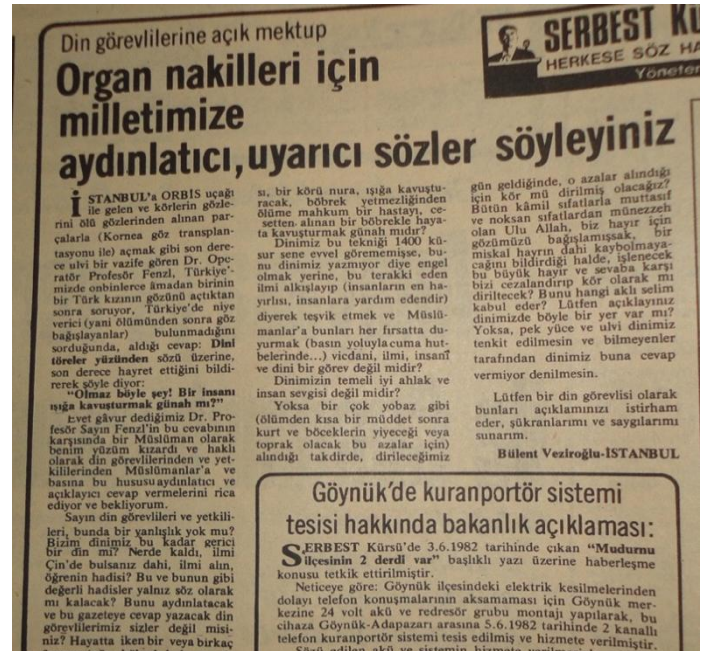 Din görevlilerine açık mektup
Organ nakilleri için
milletimize
aydınlatıcı, uyarıcı sözler söyleyiniz
SERBEST
HERKESE SÖZ
İSTANBUL'a ORBİS uçağı
ile gelen ve körlerin gözle-
rini ölü gözlerinden alınan par-
çalarla (Kornea göz transplan-
tasyonu ile) açmak gibi son dere-
ce ulvi bir vazife gören Dr. Ope-
ratör Profesör Fenzl, Türkiye'-
mizde onbinlerce âmadan birinin
bir Türk kızının gözünü açtıktan
sonra soruyor, Türkiye'de niye
verici (yani ölümünden sonra göz
bağışlayanlar) bulunmadığını
sorduğunda, aldığı cevap: Dini
töreler yüzünden sözü üzerine,
son derece hayret ettiğini bildi-
rerek şöyle diyor:
"Olmaz böyle şey! Bir insanı
ışığa kavuşturmak günah mı?"
Evet gâvur dediğimiz Dr. Pro-
fesör Sayın Fenzl'in bu cevabının
karşısında bir Müslüman olarak
benim yüzüm kızardı ve haklı
olarak din görevlilerinden ve yet-
kililerinden Müslümanlar'a ve
basına bu hususu aydınlatıcı ve
açıklayıcı cevap vermelerini rica
ediyor ve bekliyorum.
Sayın din görevlileri ve yetkili-
leri, bunda bir yanlışlık yok mu?
Bizim dinimiz bu kadar gerici
bir din mi? Nerde kaldı, ilmi
Çin'de bulsanız dahi, ilmi alın,
öğrenin hadisi? Bu ve bunun gibi
değerli hadisler yalnız söz olarak
mı kalacak? Bunu aydınlatacak
ve bu gazeteye cevap yazacak din
görevlilerimiz sizler değil misi-
niz? Hayatta iken bir veya birkaç
sı, bir körü nura, ışığa kavuştu-
racak, böbrek yetmezliğinden
ölüme mahkum bir hastayı, ce-
setten alınan bir böbrekle haya-
ta kavuşturmak günah mıdır?
Dinimiz bu tekniği 1400 kü-
sur sene evvel görememişse, bu-
nu dinimiz yazmıyor diye engel
olmak yerine, bu terakki eden
ilmi alkışlayıp (insanların en ha-
yırlısı, insanlara yardım edendir)
diyerek teşvik etmek ve Müslü-
manlar'a bunları her fırsatta du-
yurmak (basın yoluyla cuma hut-
belerinde...) vicdani, ilmi, insanî
ve dini bir görev değil midir?
Dinimizin temeli iyi ahlak ve
insan sevgisi değil midir?
Yoksa bir çok yobaz gibi
(ölümden kısa bir müddet sonra
kurt ve böceklerin yiyeceği veya
toprak olacak bu azalar için)
alındığı takdirde, dirileceğimiz
gün geldiğinde, o azalar alındığı
için kör mü dirilmiş olacağız?
Bütün kâmil sıfatlarla muttasıf
ve noksan sıfatlardan münezzeh
olan Ulu Allah, biz hayır için
gözümüzü bağışlamışsak, bir
miskal hayrın dahi kaybolmaya-
cağını bildirdiği halde, işlenecek
bu büyük hayır ve sevaba karşı
bizi cezalandırıp kör olarak mı
diriltecek? Bunu hangi aklı selim
kabul eder? Lütfen açıklayınız
dinimizde böyle bir yer var mı?
Yoksa, pek yüce ve ulvi dinimiz
tenkit edilmesin ve bilmeyenler
tarafından dinimiz buna cevap
vermiyor denilmesin.
Lütfen bir din görevlisi olarak
bunları açıklamınızı istirham
eder, şükranlarımı ve saygılarımı
sunarım.
Bülent Veziroğlu-İSTANBUL
Göynük'de kuranportör sistemi
tesisi hakkında bakanlık açıklaması:
SERBEST Kürsü'de 3.6.1982 tarihinde çıkan "Mudurnu
ilçesinin 2 derdi var" başlıklı yazı üzerine haberleşme
konusu tetkik ettirilmiştir.
Neticeye göre: Göynük ilçesindeki elektrik kesilmelerinden
dolayı telefon konuşmalarının aksamaması için Göynük mer-
kezine 24 volt akü ve redresör grubu montajı yapılarak, bu
cihaza Göynük-Adapazarı arasına 5.6.1982 tarihinde 2 kanallı
telefon kuranportör sistemi tesis edilmiş ve hizmete verilmiştir.